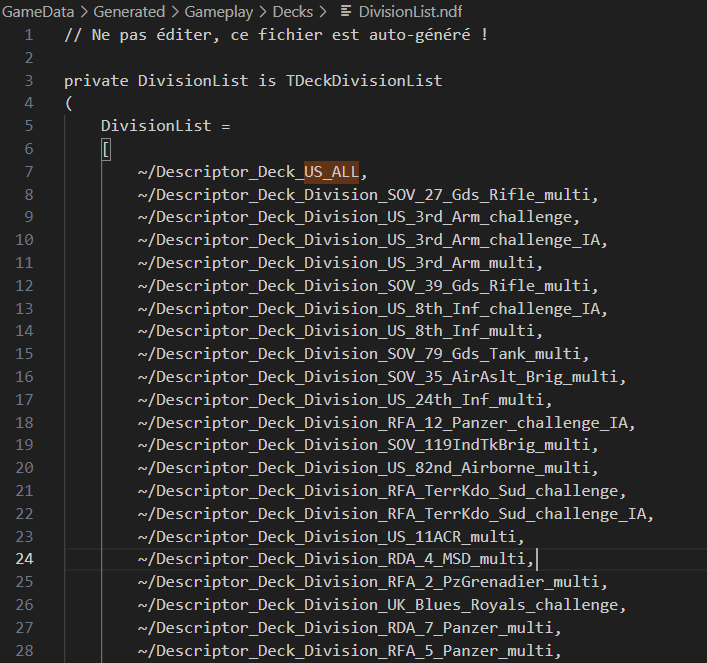 GameData > Generated > Gameplay > Decks > DivisionList.ndf
1 // Ne pas éditer, ce fichier est auto-généré !
2
3 private DivisionList is TDeckDivisionList
4 (
5 DivisionList =
6 [
7 ~/Descriptor_Deck_US_ALL,
8 ~/Descriptor_Deck_Division_SOV_27_Gds_Rifle_multi,
9 ~/Descriptor_Deck_Division_US_3rd_Arm_challenge,
10 ~/Descriptor_Deck_Division_US_3rd_Arm_challenge_IA,
11 ~/Descriptor_Deck_Division_US_3rd_Arm_multi,
12 ~/Descriptor_Deck_Division_SOV_39_Gds_Rifle_multi,
13 ~/Descriptor_Deck_Division_US_8th_Inf_challenge_IA,
14 ~/Descriptor_Deck_Division_US_8th_Inf_multi,
15 ~/Descriptor_Deck_Division_SOV_79_Gds_Tank_multi,
16 ~/Descriptor_Deck_Division_SOV_35_AirAslt_Brig_multi,
17 ~/Descriptor_Deck_Division_US_24th_Inf_multi,
18 ~/Descriptor_Deck_Division_RFA_12_Panzer_challenge_IA,
19 ~/Descriptor_Deck_Division_SOV_119IndTkBrig_multi,
20 ~/Descriptor_Deck_Division_US_82nd_Airborne_multi,
21 ~/Descriptor_Deck_Division_RFA_TerrKdo_Sud_challenge,
22 ~/Descriptor_Deck_Division_RFA_TerrKdo_Sud_challenge_IA,
23 ~/Descriptor_Deck_Division_US_11ACR_multi,
24 ~/Descriptor_Deck_Division_RDA_4_MSD_multi,
25 ~/Descriptor_Deck_Division_RFA_2_PzGrenadier_multi,
26 ~/Descriptor_Deck_Division_UK_Blues_Royals_challenge,
27 ~/Descriptor_Deck_Division_RDA_7_Panzer_multi,
28 ~/Descriptor_Deck_Division_RFA_5_Panzer_multi,